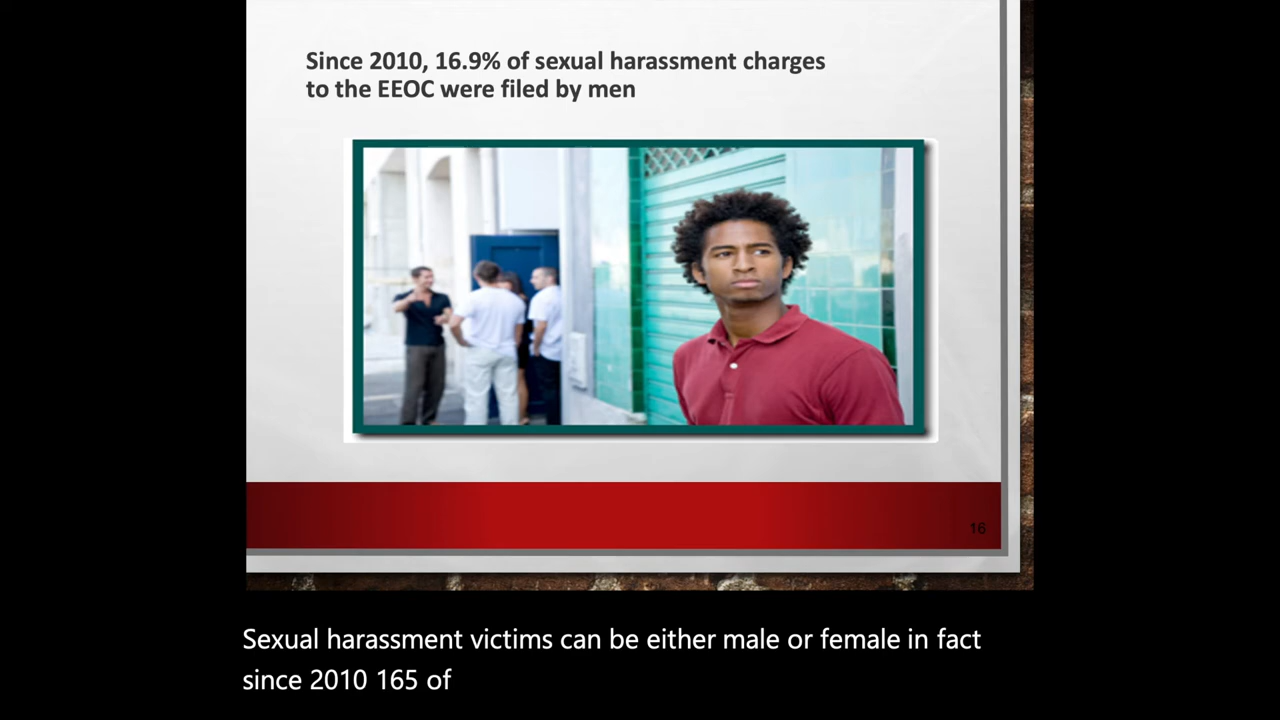 Since 2010, 16.9% of sexual harassment charges
to the EEOC were filed by men
16
Sexual harassment victims can be either male or female in fact
since 2010 165 of